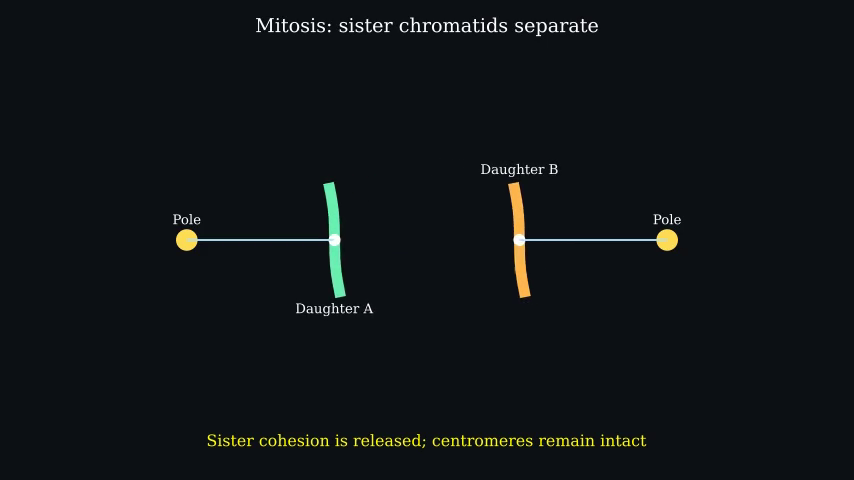 Mitosis: sister chromatids separate
Daughter B
Pole
Pole
Daughter A
Sister cohesion is released; centromeres remain intact